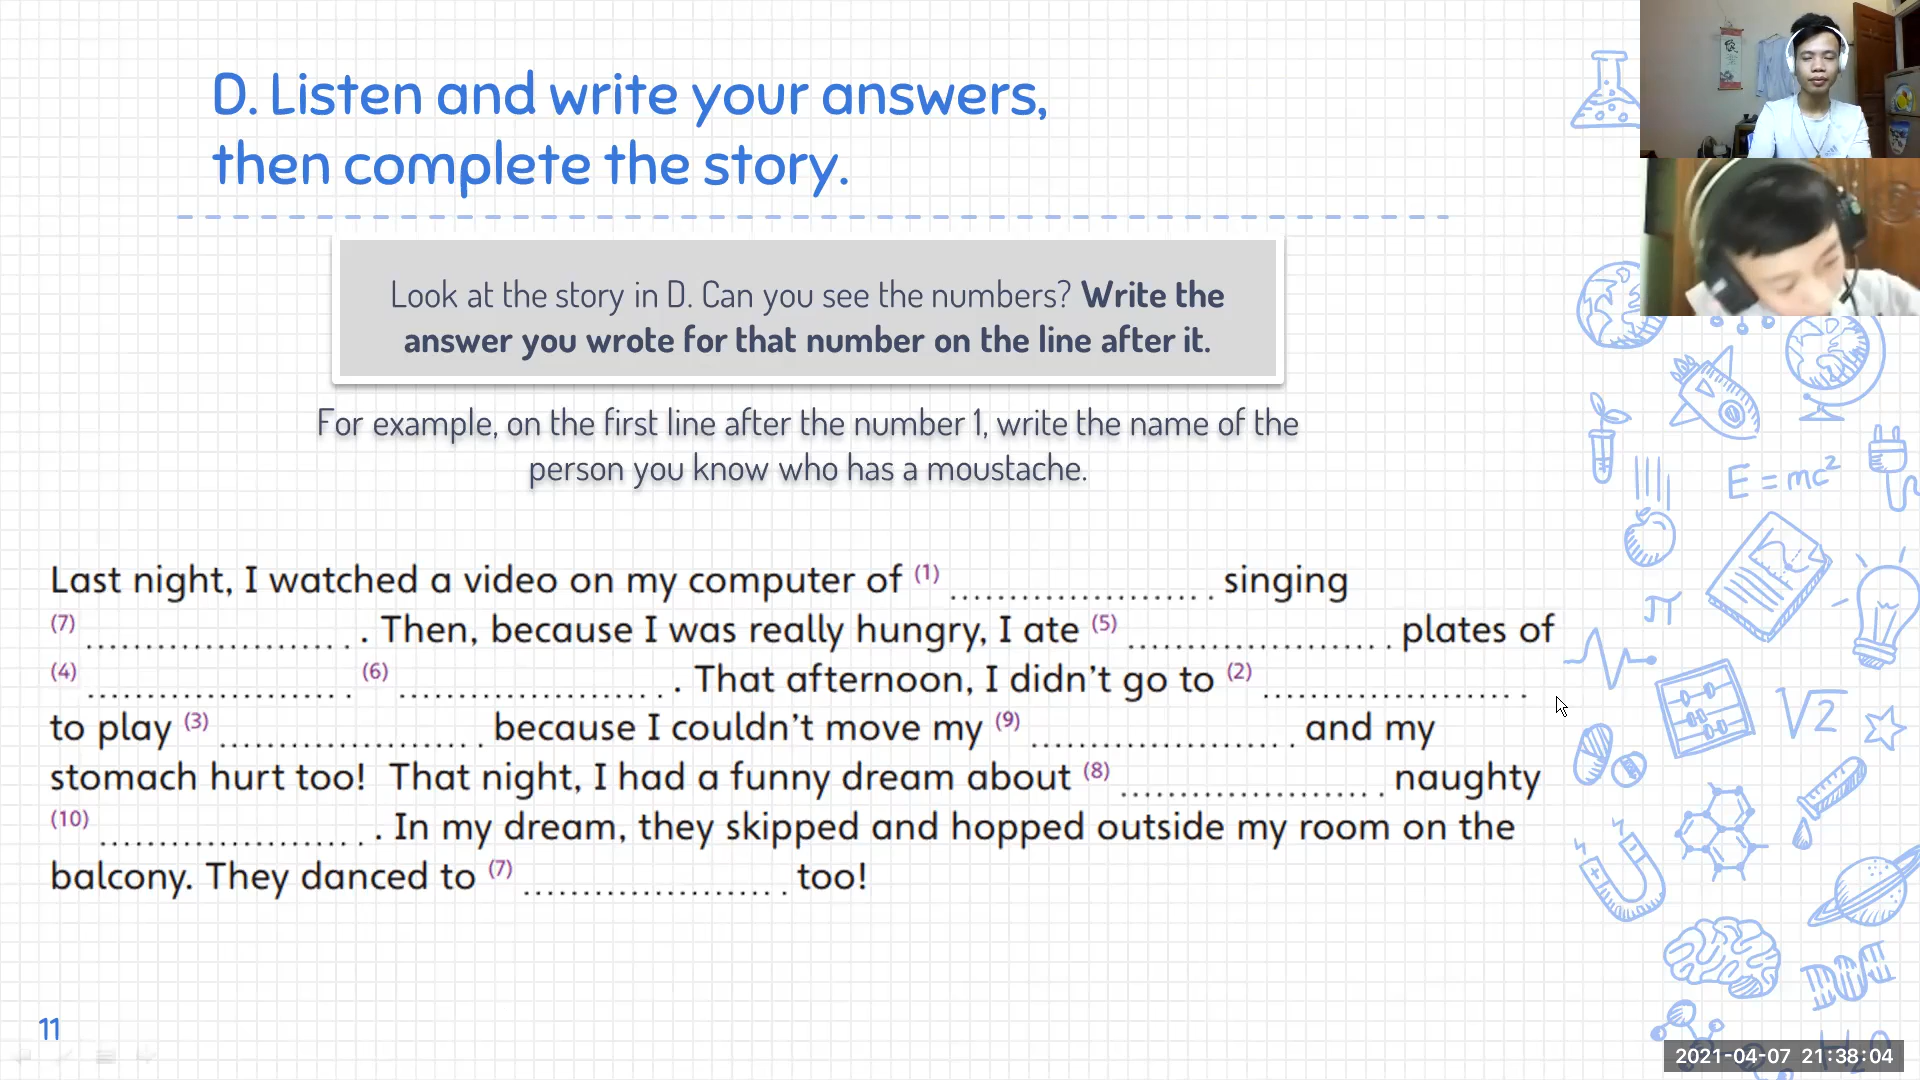 D. Listen and write your answers,
then complete the story.
Look at the story in D. Can you see the numbers? Write the
answer you wrote for that number on the line after it.
For example, on the first line after the number 1, write the name of the
person you know who has a moustache.
Last night, I watched a video on my computer of (1) ........................ singing
(7) ........................ . Then, because I was really hungry, I ate (5) ........................ plates of
(4) ........................ (6) ........................ . That afternoon, I didn't go to (2) ........................
to play (3) ........................ because I couldn't move my (9) ........................ and my
stomach hurt too! That night, I had a funny dream about (8) ........................ naughty
(10) ........................ . In my dream, they skipped and hopped outside my room on the
balcony. They danced to (7) ........................ too!
E = mc²
π
√2
H₂O
11
2021-04-07 21:38:04